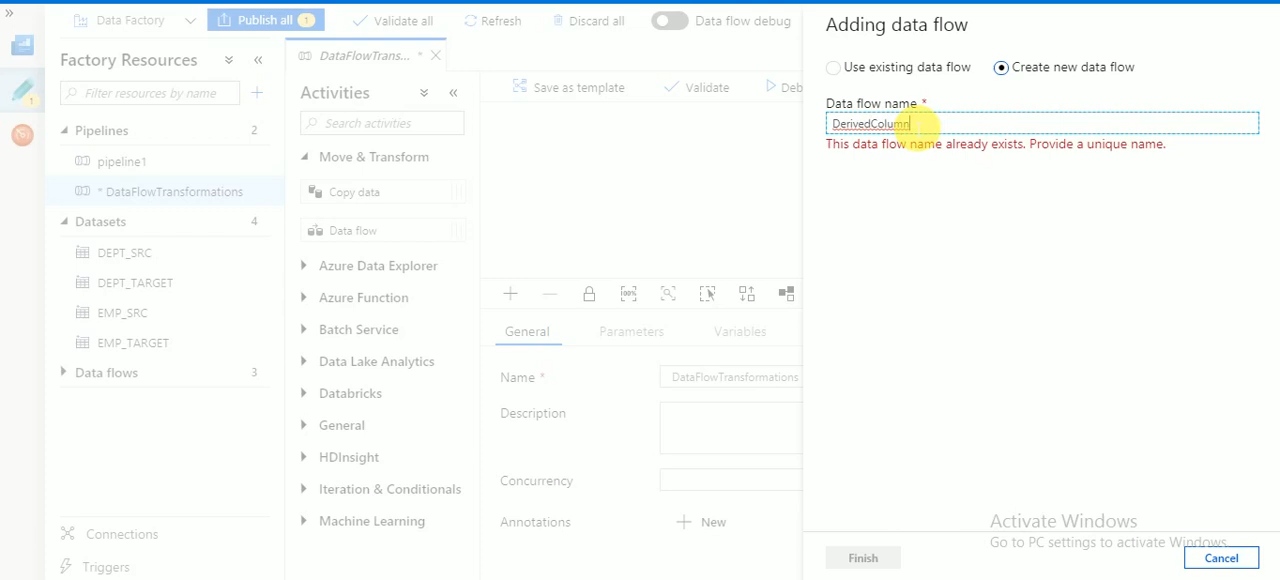 »
Data Factory
Publish all 1
Validate all
Refresh
Discard all
Data flow debug
Factory Resources
Filter resources by name
Pipelines 2
pipeline1
* DataFlowTransformations
Datasets 4
DEPT_SRC
DEPT_TARGET
EMP_SRC
EMP_TARGET
Data flows 3
Connections
Triggers
1
DataFlowTrans... *
Activities
Search activities
Move & Transform
Copy data
Data flow
Azure Data Explorer
Azure Function
Batch Service
Data Lake Analytics
Databricks
General
HDInsight
Iteration & Conditionals
Machine Learning
Save as template
Validate
Deb
100%
General
Parameters
Variables
Name *
DataFlowTransformations
Description
Concurrency
Annotations
New
Adding data flow
Use existing data flow
Create new data flow
Data flow name *
DerivedColumn
This data flow name already exists. Provide a unique name.
Activate Windows
Go to PC settings to activate Windows.
Finish
Cancel